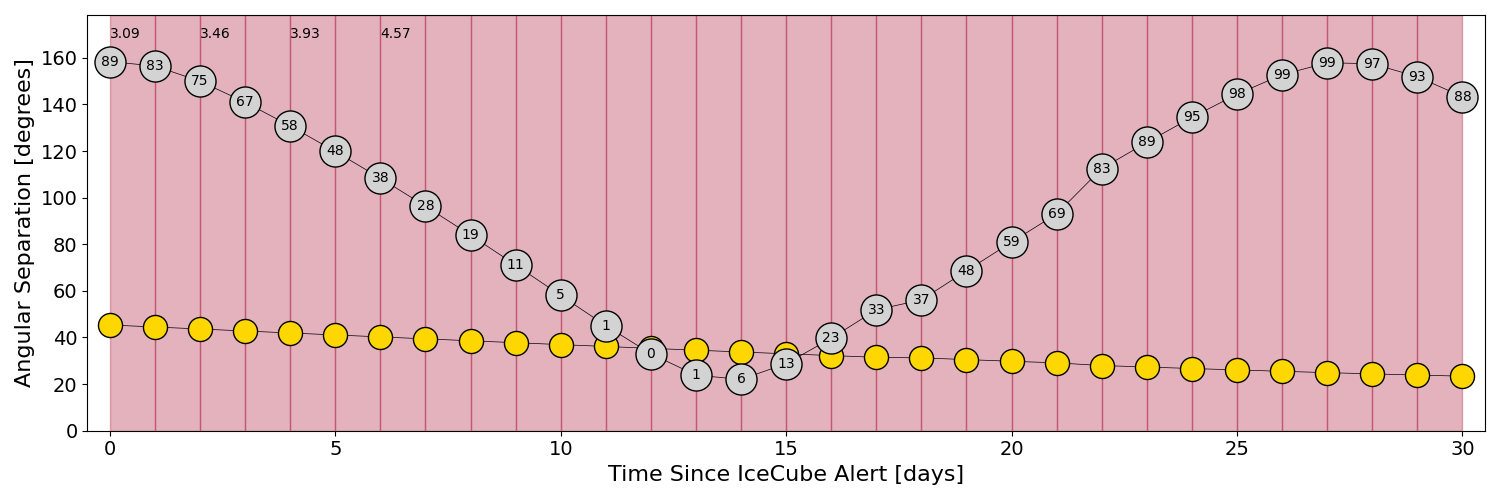 3.09 3.46 3.93 4.57
Angular Separation [degrees]
160
140
120
100
80
60
40
20
0
89 83 75 67 58 48 38 28 19 11 5 1 0 1 6 13 23 33 37 48 59 69 83 89 95 98 99 99 97 93 88
0 5 10 15 20 25 30
Time Since IceCube Alert [days]